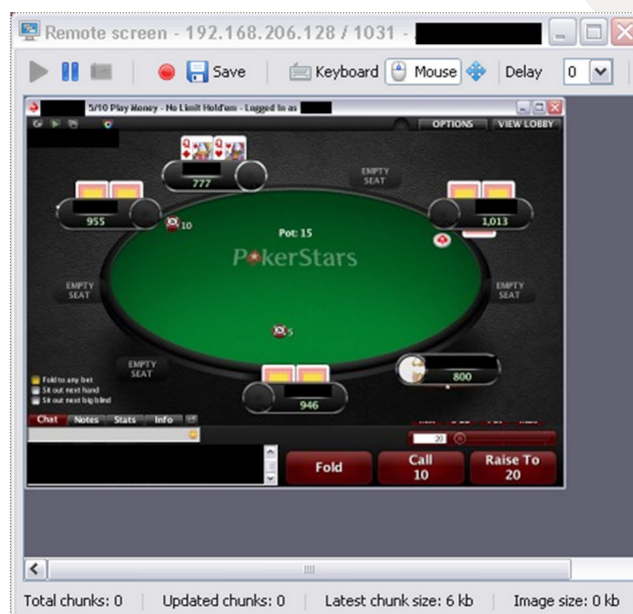 Remote screen - 192.168.206.128 / 1031 -
Save Keyboard Mouse Delay 0
5/10 Play Money - No Limit Hold'em - Logged In as
OPTIONS VIEW LOBBY
Q Q
777
EMPTY
SEAT
955
1,013
10
Pot: 15
PokerStars
EMPTY
SEAT
EMPTY
SEAT
5
EMPTY
SEAT
800
Fold to any bet
Sit out next hand
Sit out next big blind
946
Chat Notes Stats Info
20
Fold
Call
10
Raise To
20
Total chunks: 0 Updated chunks: 0 Latest chunk size: 6 kb Image size: 0 kb